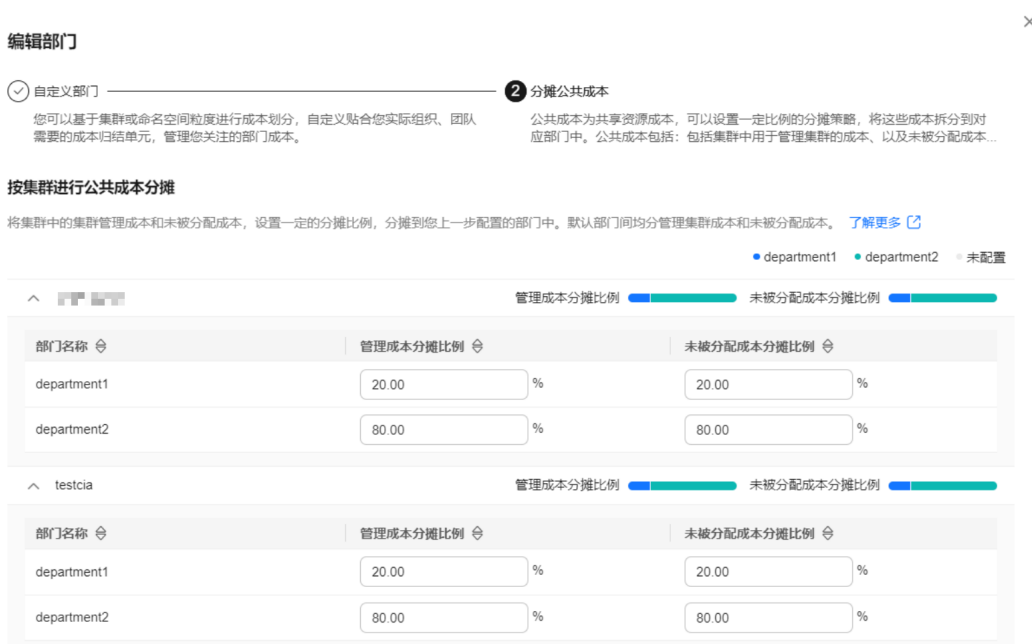 编辑部门
自定义部门
2 分摊公共成本
您可以基于集群或命名空间粒度进行成本划分，自定义贴合您实际组织、团队
需要的成本归结单元，管理您关注的部门成本。
公共成本为共享资源成本，可以设置一定比例的分摊策略，将这些成本拆分到对
应部门中。公共成本包括：包括集群中用于管理集群的成本、以及未被分配成本...
按集群进行公共成本分摊
将集群中的集群管理成本和未被分配成本，设置一定的分摊比例，分摊到您上一步配置的部门中。默认部门间均分管理集群成本和未被分配成本。 了解更多
department1 department2 未配置
管理成本分摊比例 未被分配成本分摊比例
部门名称 管理成本分摊比例 未被分配成本分摊比例
department1 20.00 % 20.00 %
department2 80.00 % 80.00 %
testcia 管理成本分摊比例 未被分配成本分摊比例
部门名称 管理成本分摊比例 未被分配成本分摊比例
department1 20.00 % 20.00 %
department2 80.00 % 80.00 %